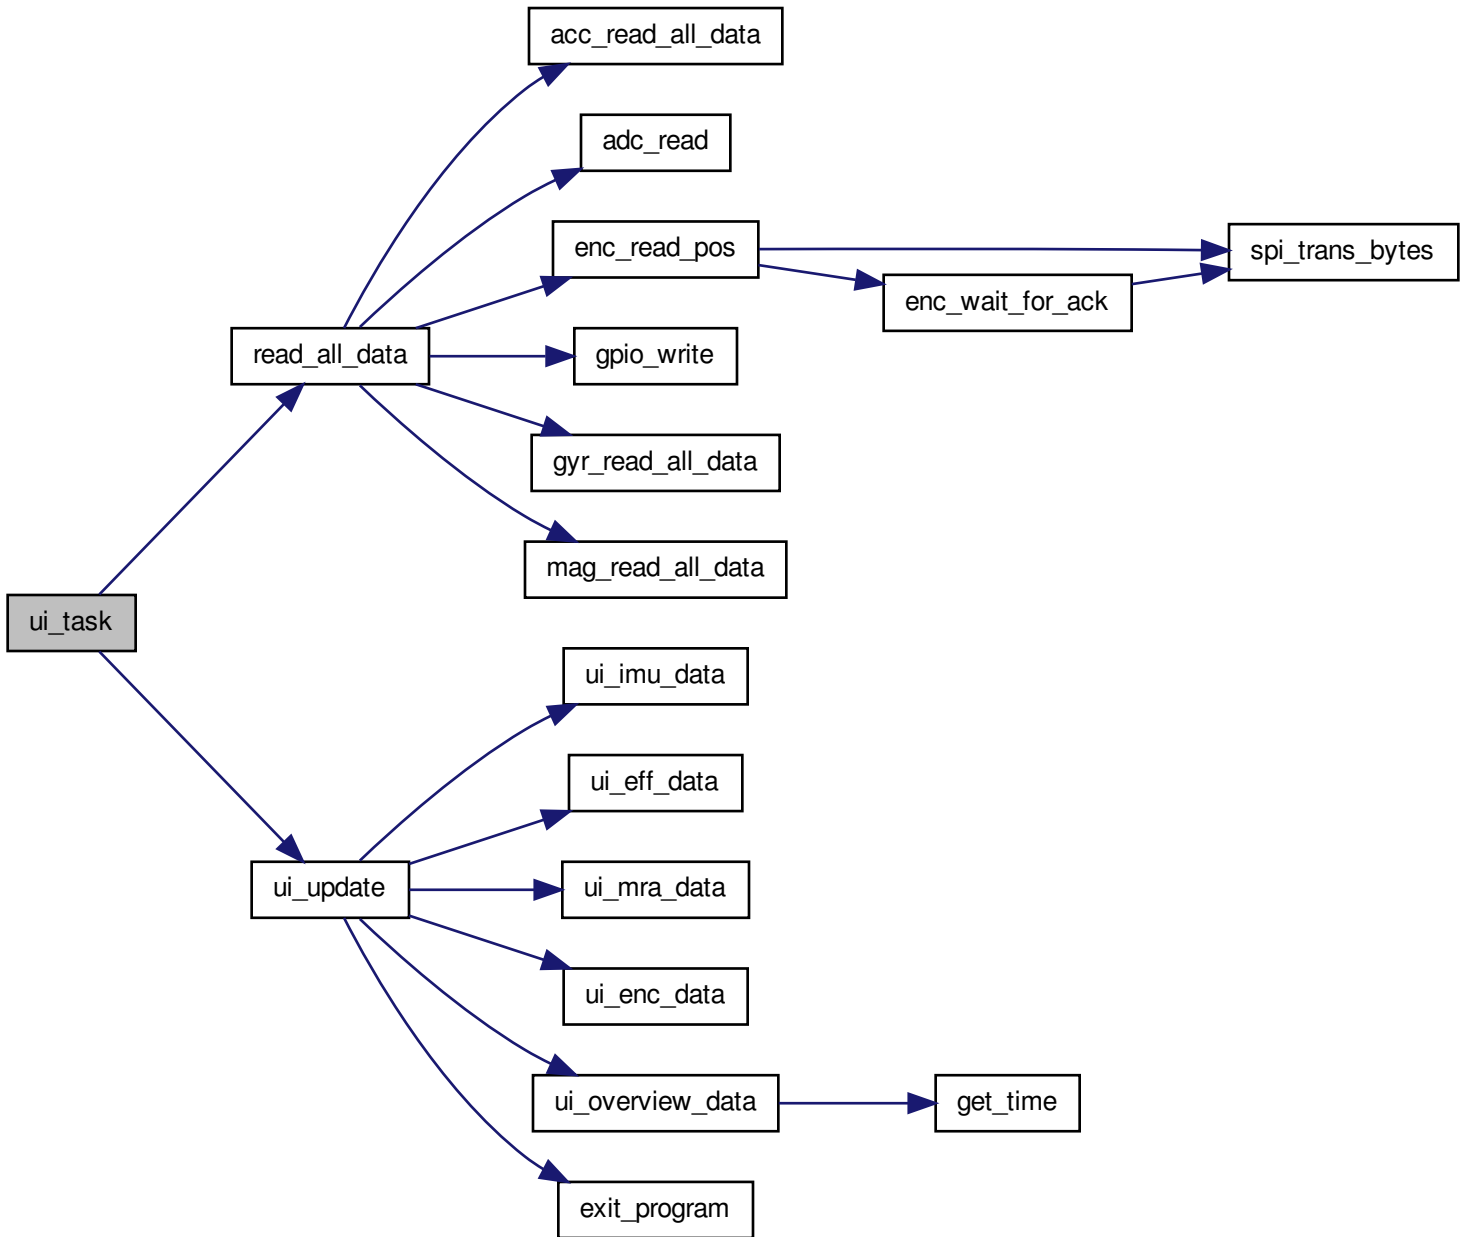 acc_read_all_data
adc_read
enc_read_pos
spi_trans_bytes
enc_wait_for_ack
read_all_data
gpio_write
gyr_read_all_data
mag_read_all_data
ui_task
ui_imu_data
ui_eff_data
ui_update
ui_mra_data
ui_enc_data
ui_overview_data
get_time
exit_program